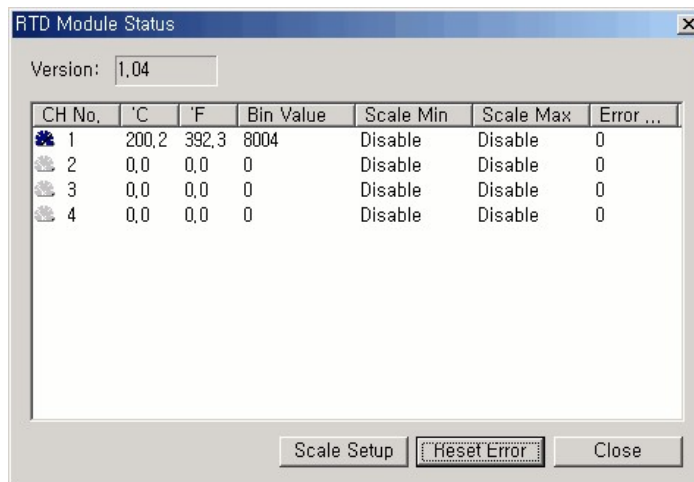 RTD Module Status
Version: 1,04
CH No, 'C 'F Bin Value Scale Min Scale Max Error ...
1 200,2 392,3 8004 Disable Disable 0
2 0,0 0,0 0 Disable Disable 0
3 0,0 0,0 0 Disable Disable 0
4 0,0 0,0 0 Disable Disable 0
Scale Setup Reset Error Close